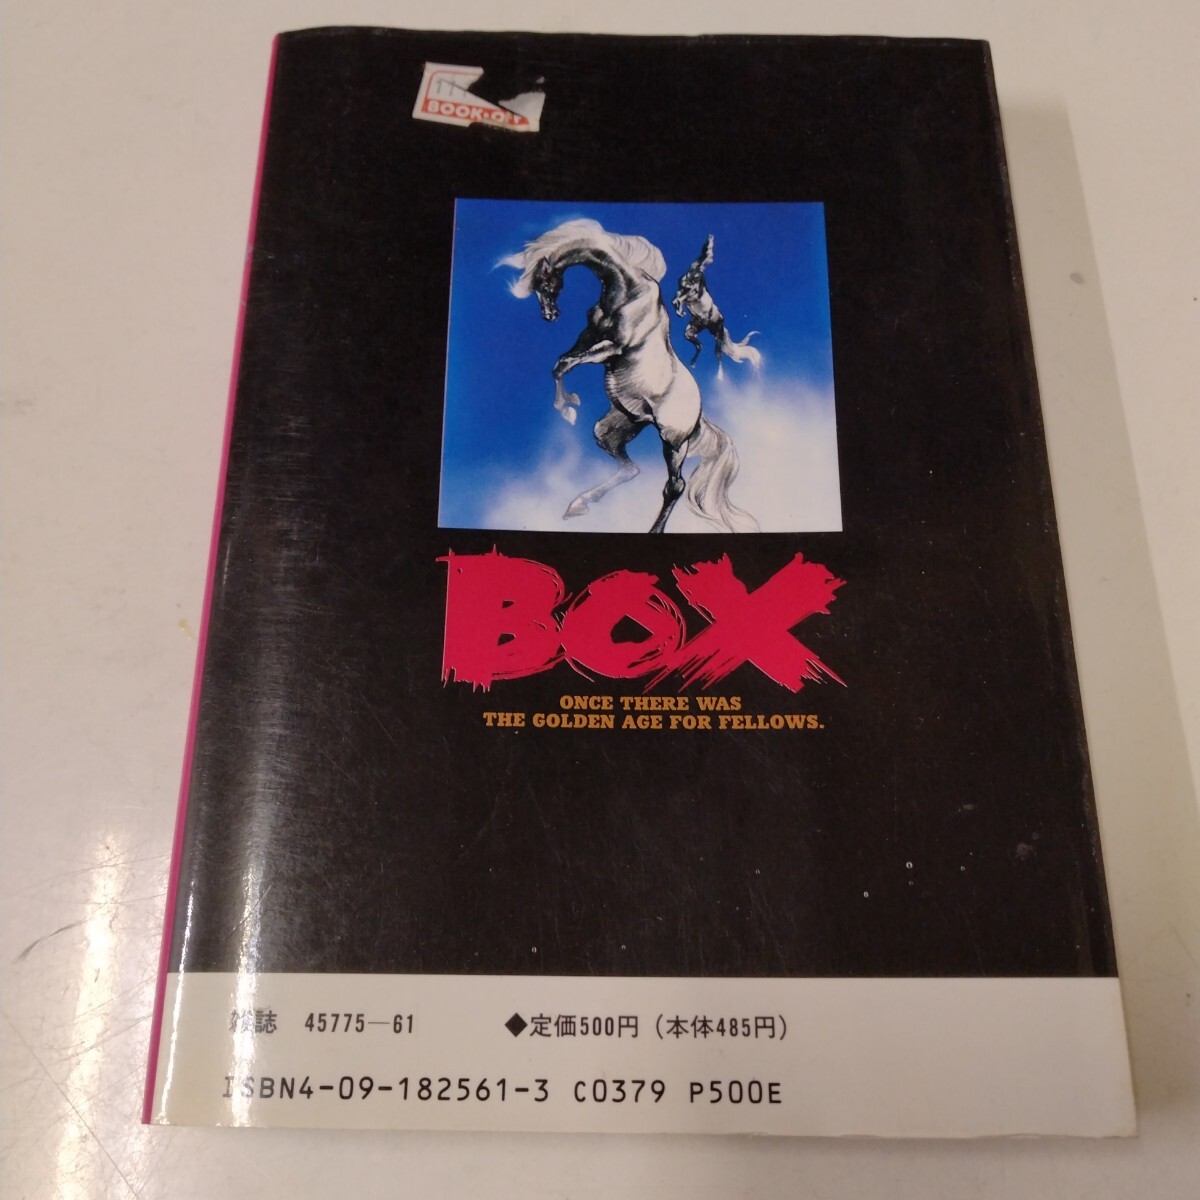 BOOK•OFF
BOX
ONCE THERE WAS
THE GOLDEN AGE FOR FELLOWS.
雑誌 45775—61 ◆定価500円(本体485円)
ISBN4-09-182561-3 C0379 P500E